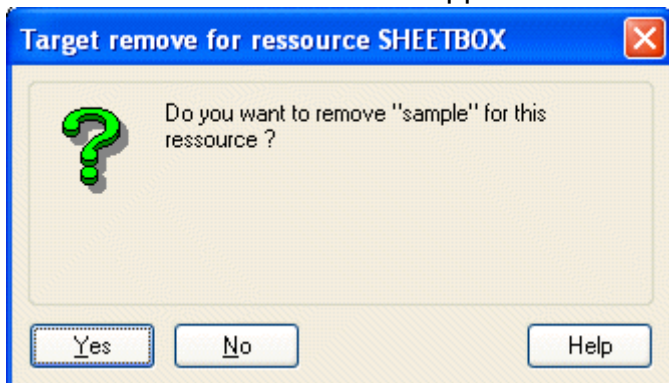 Target remove for ressource SHEETBOX
Do you want to remove "sample" for this
ressource ?
Yes
No
Help